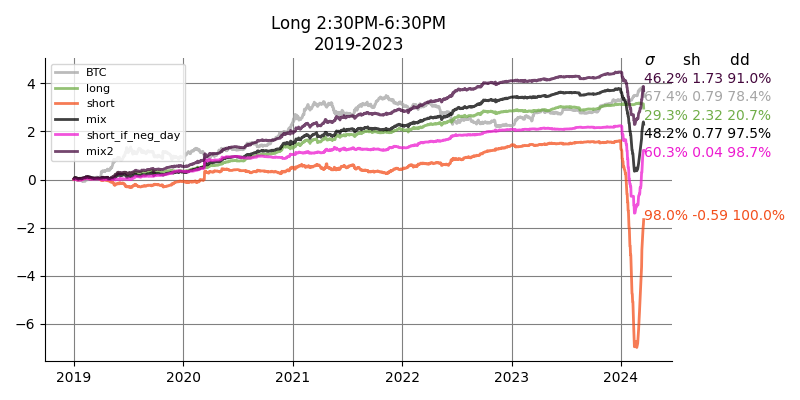 Long 2:30PM-6:30PM
2019-2023
σ sh dd
BTC
long
short
mix
short_if_neg_day
mix2
46.2% 1.73 91.0%
67.4% 0.79 78.4%
29.3% 2.32 20.7%
48.2% 0.77 97.5%
60.3% 0.04 98.7%
98.0% -0.59 100.0%
4
2
0
−2
−4
−6
2019 2020 2021 2022 2023 2024